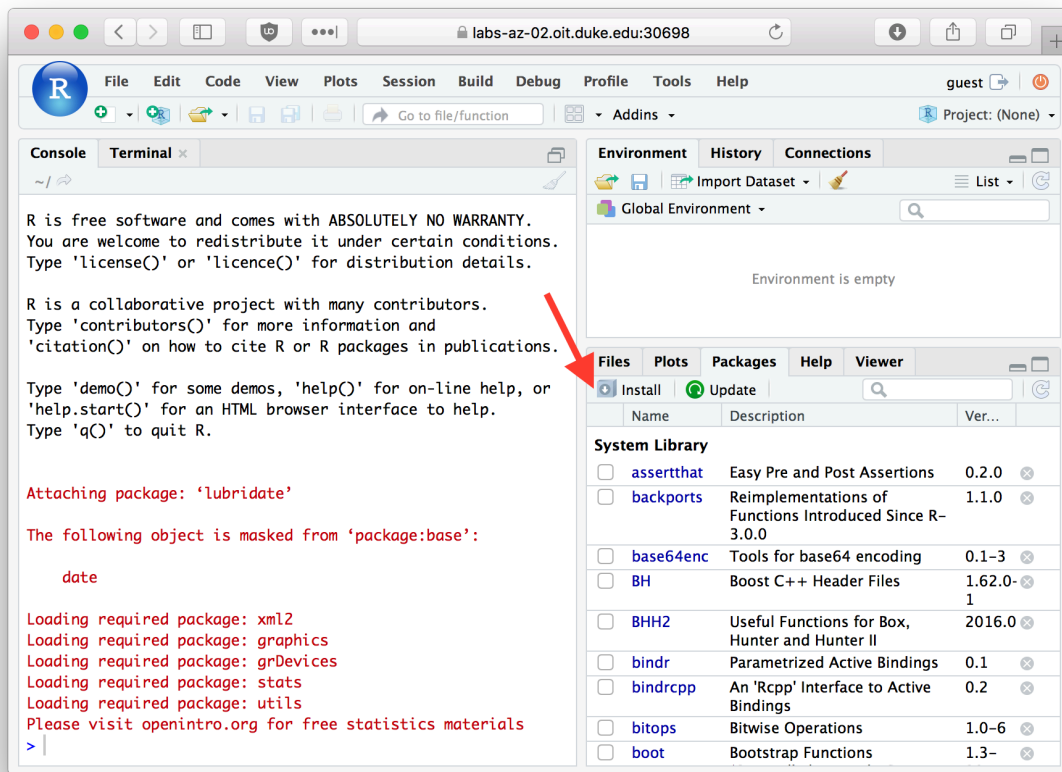 labs-az-02.oit.duke.edu:30698
R File Edit Code View Plots Session Build Debug Profile Tools Help guest
Go to file/function Addins Project: (None)
Console Terminal
~/
R is free software and comes with ABSOLUTELY NO WARRANTY.
You are welcome to redistribute it under certain conditions.
Type 'license()' or 'licence()' for distribution details.
R is a collaborative project with many contributors.
Type 'contributors()' for more information and
'citation()' on how to cite R or R packages in publications.
Type 'demo()' for some demos, 'help()' for on-line help, or
'help.start()' for an HTML browser interface to help.
Type 'q()' to quit R.
Attaching package: ‘lubridate’
The following object is masked from ‘package:base’:
date
Loading required package: xml2
Loading required package: graphics
Loading required package: grDevices
Loading required package: stats
Loading required package: utils
Please visit openintro.org for free statistics materials
>
Environment History Connections
Import Dataset List
Global Environment
Environment is empty
Files Plots Packages Help Viewer
Install Update
Name Description Ver...
System Library
assertthat Easy Pre and Post Assertions 0.2.0
backports Reimplementations of 1.1.0
Functions Introduced Since R-
3.0.0
base64enc Tools for base64 encoding 0.1-3
BH Boost C++ Header Files 1.62.0-
1
BHH2 Useful Functions for Box, 2016.0
Hunter and Hunter II
bindr Parametrized Active Bindings 0.1
bindrcpp An 'Rcpp' Interface to Active 0.2
Bindings
bitops Bitwise Operations 1.0-6
boot Bootstrap Functions 1.3-